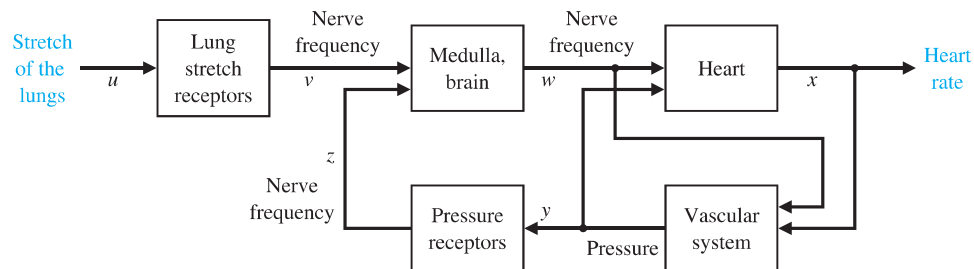 Stretch
of the
lungs
u
Lung
stretch
receptors
Nerve
frequency
v
Medulla,
brain
Nerve
frequency
w
Heart
x
Heart
rate
z
Nerve
frequency
Pressure
receptors
y
Pressure
Vascular
system